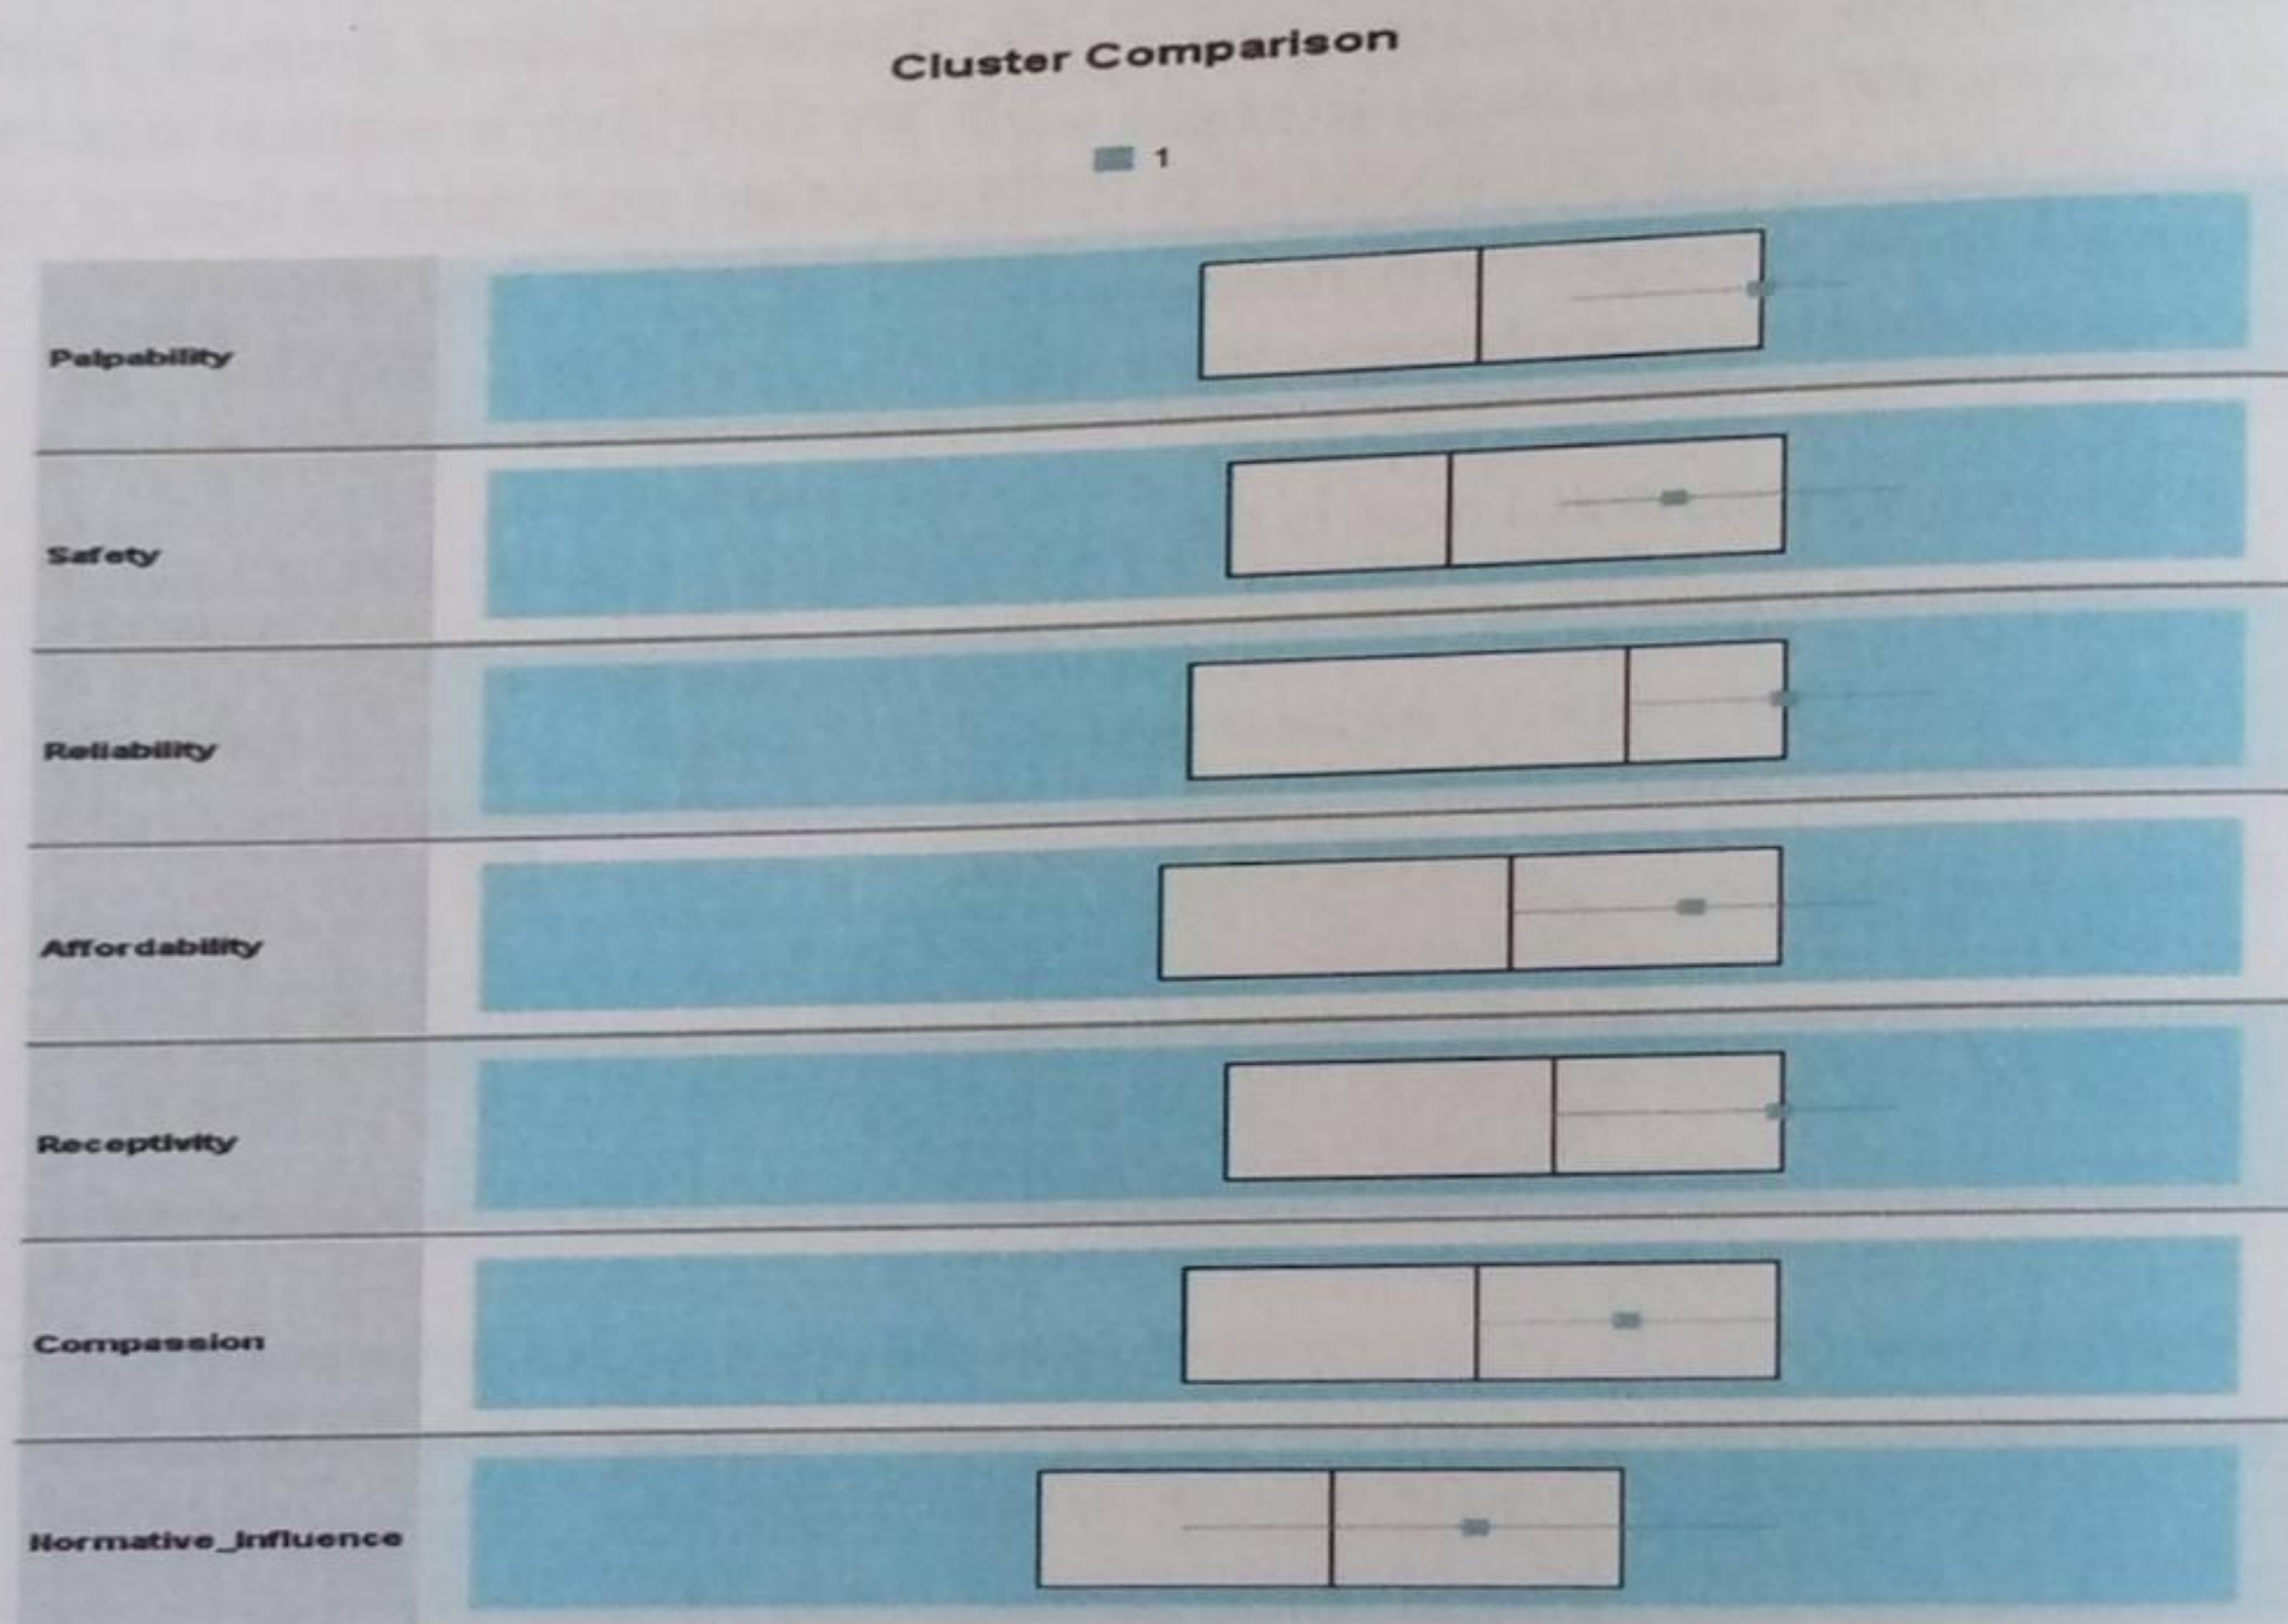 Cluster Comparison
1
Palpability
Safety
Reliability
Affordability
Receptivity
Compassion
Normative_Influence